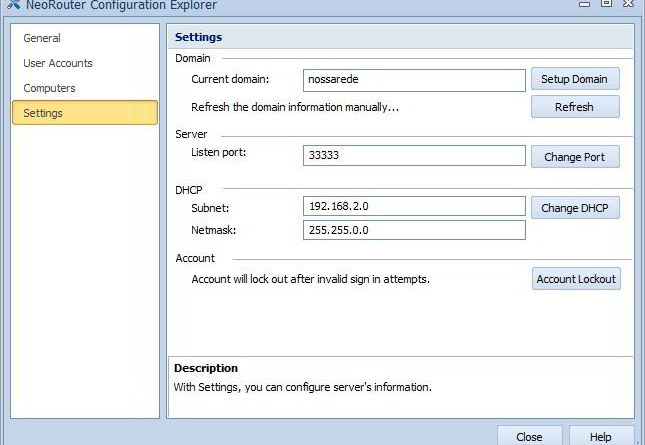 NeoRouter Configuration Explorer
General
User Accounts
Computers
Settings
Settings
Domain
Current domain: nossarede Setup Domain
Refresh the domain information manually... Refresh
Server
Listen port: 33333 Change Port
DHCP
Subnet: 192.168.2.0 Change DHCP
Netmask: 255.255.0.0
Account
Account will lock out after invalid sign in attempts. Account Lockout
Description
With Settings, you can configure server's information.
Close Help